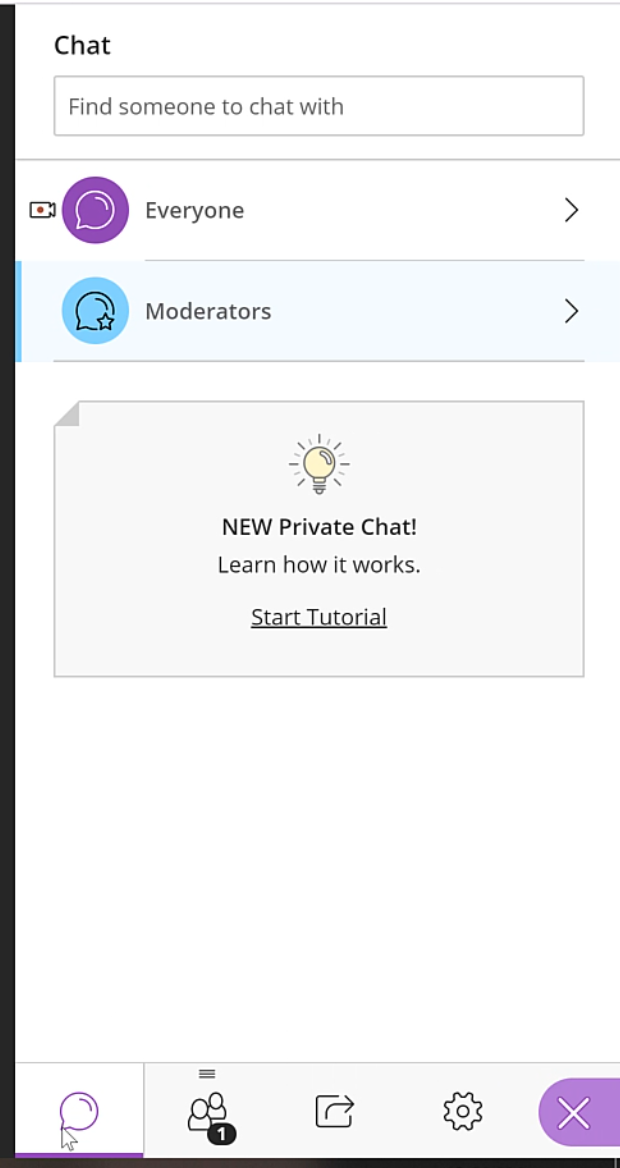 Chat
Find someone to chat with
Everyone
Moderators
NEW Private Chat!
Learn how it works.
Start Tutorial
1